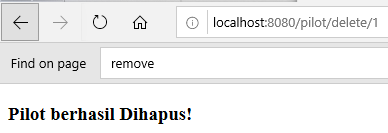 localhost:8080/pilot/delete/1
Find on page remove
Pilot berhasil Dihapus!